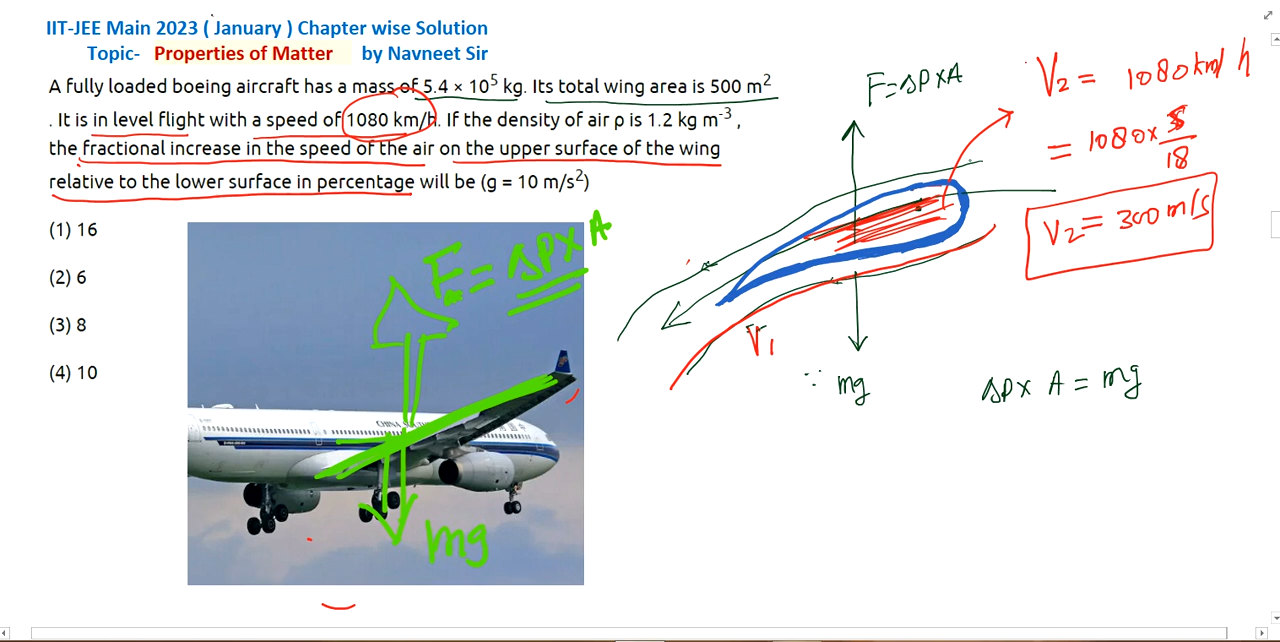 IIT-JEE Main 2023 ( January ) Chapter wise Solution
Topic- Properties of Matter by Navneet Sir
A fully loaded boeing aircraft has a mass of 5.4 × 10⁵ kg. Its total wing area is 500 m²
. It is in level flight with a speed of 1080 km/h. If the density of air ρ is 1.2 kg m⁻³ ,
the fractional increase in the speed of the air on the upper surface of the wing
relative to the lower surface in percentage will be (g = 10 m/s²)
(1) 16
(2) 6
(3) 8
(4) 10
F = ΔP × A
mg
F = ΔP × A
V₁
∵ mg
ΔP × A = mg
V₂ = 1080 km/h
= 1080 × 5/18
V₂ = 300 m/s